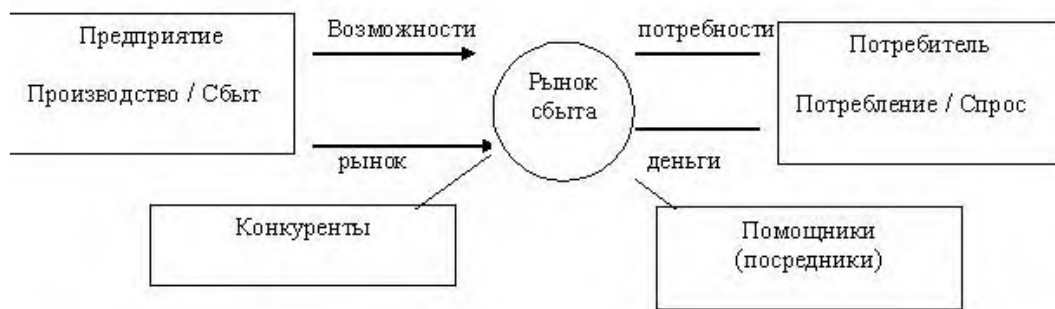 Предприятие
Производство / Сбыт
Возможности
рынок
Рынок
сбыта
потребности
деньги
Потребитель
Потребление / Спрос
Конкуренты
Помощники
(посредники)